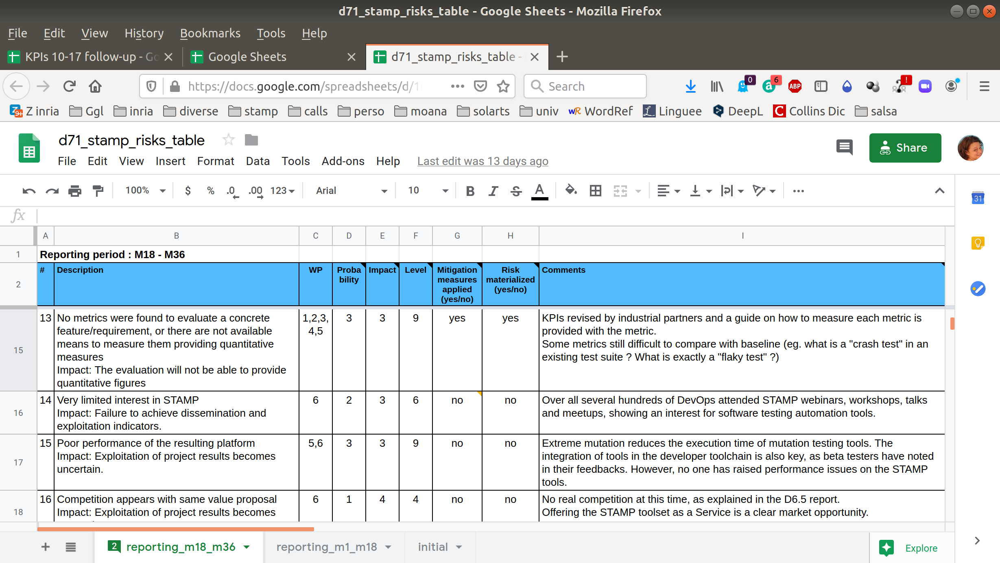 d71_stamp_risks_table - Google Sheets - Mozilla Firefox
File Edit View History Bookmarks Tools Help
KPIs 10-17 follow-up - Go
Google Sheets
d71_stamp_risks_table -
https://docs.google.com/spreadsheets/d/1
Search
0
6
ABP
!
Z inria Ggl inria diverse stamp calls perso moana solarts univ WordRef Linguee DeepL Collins Dic salsa
d71_stamp_risks_table
File Edit View Insert Format Data Tools Add-ons Help Last edit was 13 days ago
Share
100% $ % .0 .00 123 Arial 10 B I S A
31
fx
A B C D E F G H I
1 Reporting period : M18 - M36
2 # Description WP Proba Impact Level Mitigation Risk Comments
bility measures materialized
applied (yes/no)
(yes/no)
15 13 No metrics were found to evaluate a concrete 1,2,3, 3 3 9 yes yes KPIs revised by industrial partners and a guide on how to measure each metric is
feature/requirement, or there are not available 4,5 provided with the metric.
means to measure them providing quantitative Some metrics still difficult to compare with baseline (eg. what is a "crash test" in an
measures existing test suite ? What is exactly a "flaky test" ?)
Impact: The evaluation will not be able to provide
quantitative figures
16 14 Very limited interest in STAMP 6 2 3 6 no no Over all several hundreds of DevOps attended STAMP webinars, workshops, talks
Impact: Failure to achieve dissemination and and meetups, showing an interest for software testing automation tools.
exploitation indicators.
17 15 Poor performance of the resulting platform 5,6 3 3 9 no no Extreme mutation reduces the execution time of mutation testing tools. The
Impact: Exploitation of project results becomes integration of tools in the developer toolchain is also key, as beta testers have noted
uncertain. in their feedbacks. However, no one has raised performance issues on the STAMP
tools.
18 16 Competition appears with same value proposal 6 1 4 4 no no No real competition at this time, as explained in the D6.5 report.
Impact: Exploitation of project results becomes Offering the STAMP toolset as a Service is a clear market opportunity.
2 reporting_m18_m36 reporting_m1_m18 initial Explore